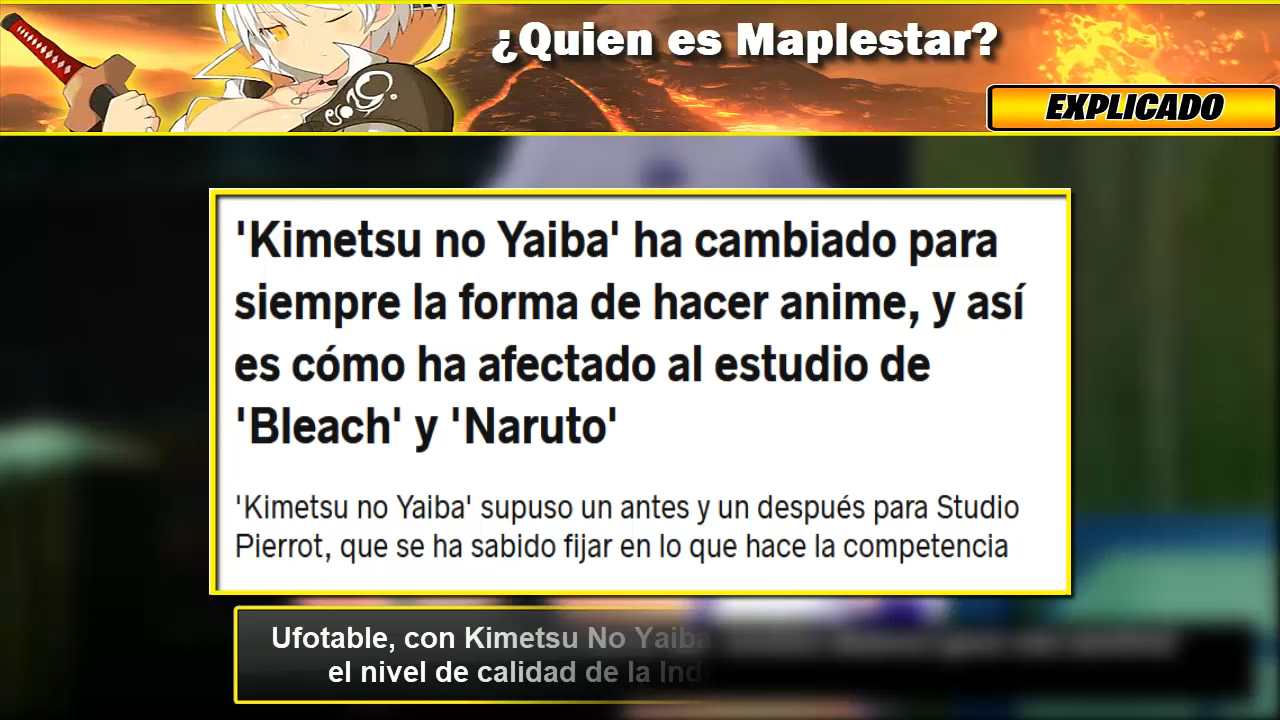 ¿Quien es Maplestar?
EXPLICADO
'Kimetsu no Yaiba' ha cambiado para
siempre la forma de hacer anime, y así
es cómo ha afectado al estudio de
'Bleach' y 'Naruto'
'Kimetsu no Yaiba' supuso un antes y un después para Studio
Pierrot, que se ha sabido fijar en lo que hace la competencia
Ufotable, con Kimetsu No Yaiba
el nivel de calidad de la Ind